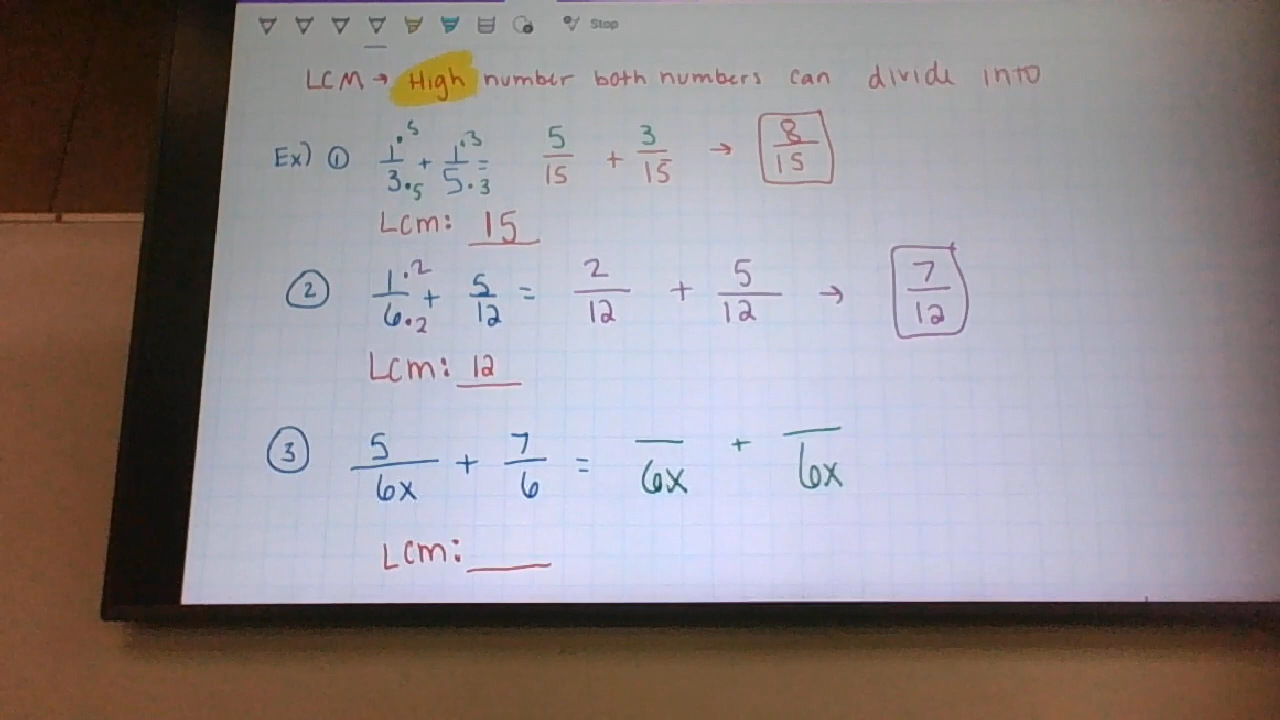 Stop
LCM → High number both numbers can divide into
Ex) ① 1·5/3·5 + 1·3/5·3 = 5/15 + 3/15 → 8/15
LCM: 15
② 1·2/6·2 + 5/12 = 2/12 + 5/12 → 7/12
LCM: 12
③ 5/6x + 7/6 = /6x + /6x
LCM: ___